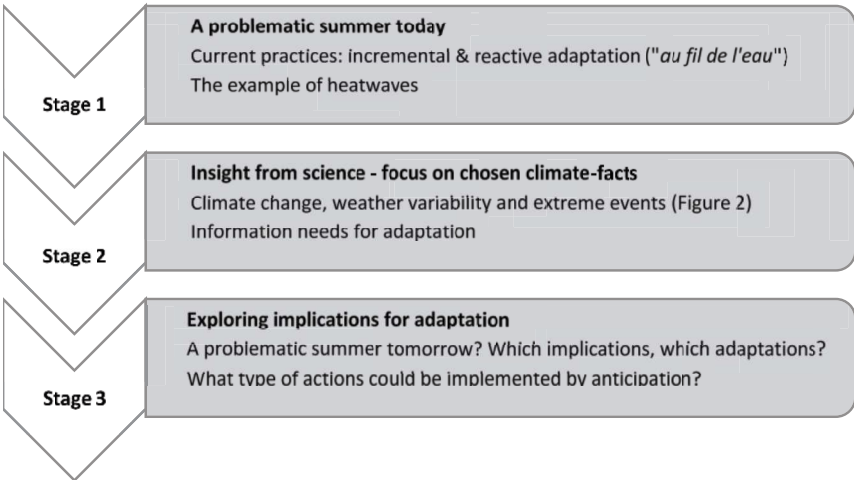 A problematic summer today
Current practices: incremental & reactive adaptation ("au fil de l'eau")
The example of heatwaves
Stage 1
Insight from science - focus on chosen climate-facts
Climate change, weather variability and extreme events (Figure 2)
Information needs for adaptation
Stage 2
Exploring implications for adaptation
A problematic summer tomorrow? Which implications, which adaptations?
What type of actions could be implemented by anticipation?
Stage 3